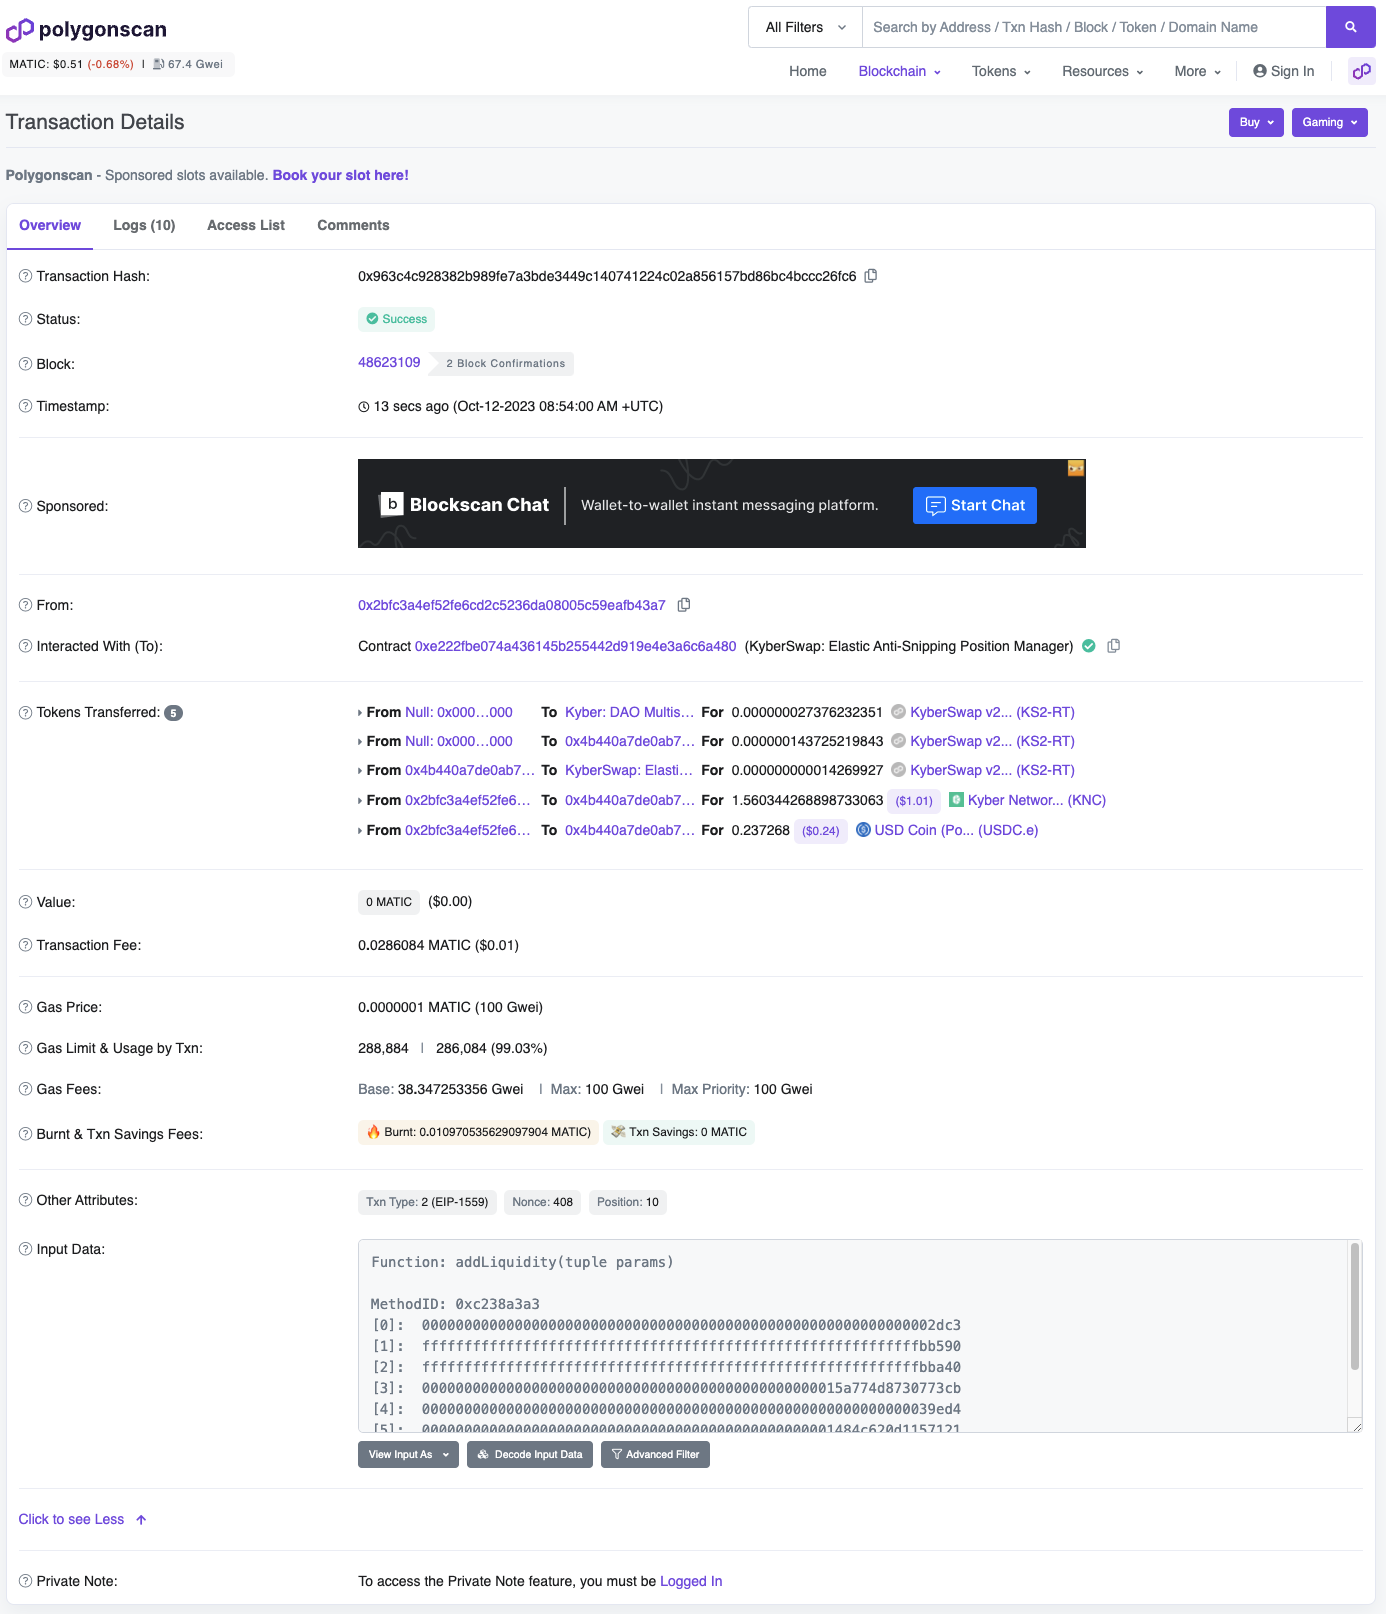 polygonscan
All Filters
Search by Address / Txn Hash / Block / Token / Domain Name
MATIC: $0.51 (-0.68%) | 67.4 Gwei
Home Blockchain Tokens Resources More Sign In
Transaction Details
Buy Gaming
Polygonscan - Sponsored slots available. Book your slot here!
Overview Logs (10) Access List Comments
Transaction Hash: 0x963c4c928382b989fe7a3bde3449c140741224c02a856157bd86bc4bccc26fc6
Status: Success
Block: 48623109 2 Block Confirmations
Timestamp: 13 secs ago (Oct-12-2023 08:54:00 AM +UTC)
Sponsored: b Blockscan Chat Wallet-to-wallet instant messaging platform. Start Chat
From: 0x2bfc3a4ef52fe6cd2c5236da08005c59eafb43a7
Interacted With (To): Contract 0xe222fbe074a436145b255442d919e4e3a6c6a480 (KyberSwap: Elastic Anti-Snipping Position Manager)
Tokens Transferred: 5 From Null: 0x000...000 To Kyber: DAO Multis... For 0.000000027376232351 KyberSwap v2... (KS2-RT)
From Null: 0x000...000 To 0x4b440a7de0ab7... For 0.000000143725219843 KyberSwap v2... (KS2-RT)
From 0x4b440a7de0ab7... To KyberSwap: Elasti... For 0.000000000014269927 KyberSwap v2... (KS2-RT)
From 0x2bfc3a4ef52fe6... To 0x4b440a7de0ab7... For 1.560344268898733063 ($1.01) Kyber Networ... (KNC)
From 0x2bfc3a4ef52fe6... To 0x4b440a7de0ab7... For 0.237268 ($0.24) USD Coin (Po... (USDC.e)
Value: 0 MATIC ($0.00)
Transaction Fee: 0.0286084 MATIC ($0.01)
Gas Price: 0.0000001 MATIC (100 Gwei)
Gas Limit & Usage by Txn: 288,884 | 286,084 (99.03%)
Gas Fees: Base: 38.347253356 Gwei | Max: 100 Gwei | Max Priority: 100 Gwei
Burnt & Txn Savings Fees: Burnt: 0.010970535629097904 MATIC) Txn Savings: 0 MATIC
Other Attributes: Txn Type: 2 (EIP-1559) Nonce: 408 Position: 10
Input Data: Function: addLiquidity(tuple params)
MethodID: 0xc238a3a3
[0]: 0000000000000000000000000000000000000000000000000000000000002dc3
[1]: fffffffffffffffffffffffffffffffffffffffffffffffffffffffffffbb590
[2]: fffffffffffffffffffffffffffffffffffffffffffffffffffffffffffbba40
[3]: 00000000000000000000000000000000000000000000000015a774d8730773cb
[4]: 0000000000000000000000000000000000000000000000000000000000039ed4
[5]: 0000000000000000000000000000000000000000000000001484c620d1157121
View Input As Decode Input Data Advanced Filter
Click to see Less
Private Note: To access the Private Note feature, you must be Logged In